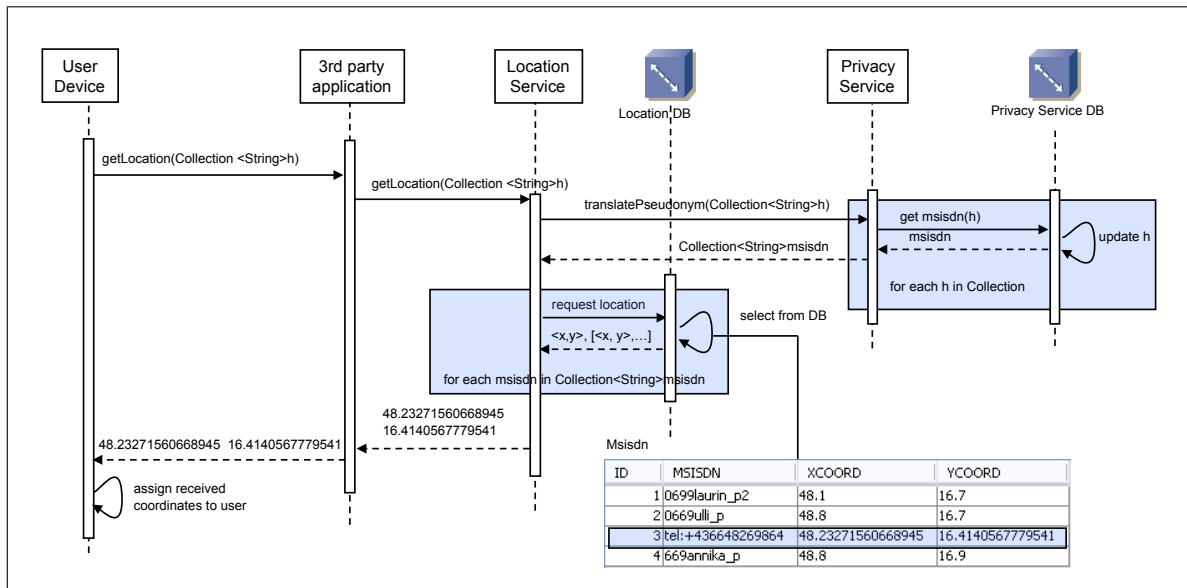 User
Device
3rd party
application
Location
Service
Location DB
Privacy
Service
Privacy Service DB
getLocation(Collection <String>h)
getLocation(Collection <String>h)
translatePseudonym(Collection<String>h)
get msisdn(h)
msisdn
update h
Collection<String>msisdn
for each h in Collection
request location
select from DB
<x,y>, [<x, y>,…]
for each msisdn in Collection<String>msisdn
48.23271560668945
16.4140567779541
48.23271560668945 16.4140567779541
assign received
coordinates to user
Msisdn
ID MSISDN XCOORD YCOORD
1 0699laurin_p2 48.1 16.7
2 0669ulli_p 48.8 16.7
3 tel:+436648269864 48.23271560668945 16.4140567779541
4 669annika_p 48.8 16.9